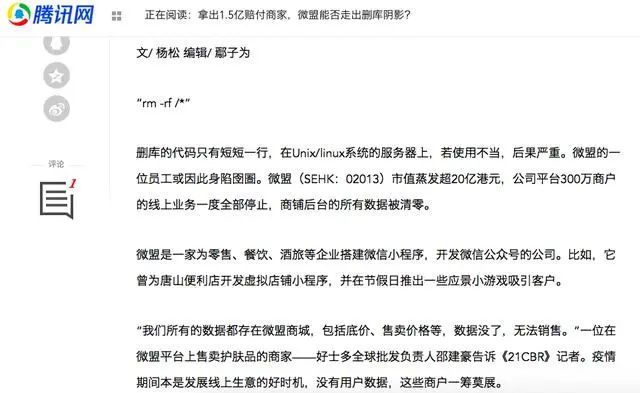 腾讯网
正在阅读：拿出1.5亿赔付商家，微盟能否走出删库阴影？
文/ 杨松 编辑/ 鄢子为
“rm -rf /*”
删库的代码只有短短一行，在Unix/linux系统的服务器上，若使用不当，后果严重。微盟的一
位员工或因此身陷囹圄。微盟（SEHK：02013）市值蒸发超20亿港元，公司平台300万商户
的线上业务一度全部停止，商铺后台的所有数据被清零。
评论
1
微盟是一家为零售、餐饮、酒旅等企业搭建微信小程序，开发微信公众号的公司。比如，它
曾为唐山便利店开发虚拟店铺小程序，并在节假日推出一些应景小游戏吸引客户。
“我们所有的数据都存在微盟商城，包括底价、售卖价格等，数据没了，无法销售。”一位在
微盟平台上售卖护肤品的商家——好士多全球批发负责人邵建豪告诉《21CBR》记者。疫情
期间本是发展线上生意的好时机，没有用户数据，这些商户一筹莫展。